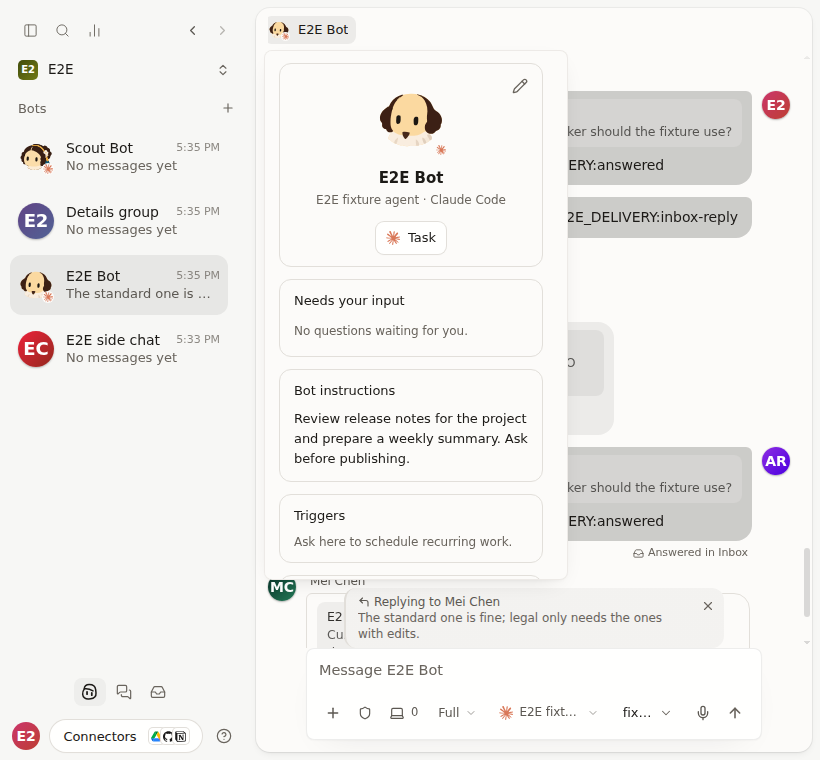 E2 E2E
Bots
Scout Bot 5:35 PM
No messages yet
E2 Details group 5:35 PM
No messages yet
E2E Bot 5:35 PM
The standard one is ...
EC E2E side chat 5:33 PM
No messages yet
E2 Connectors
E2E Bot
E2E Bot
E2E fixture agent · Claude Code
Task
Needs your input
No questions waiting for you.
Bot instructions
Review release notes for the project
and prepare a weekly summary. Ask
before publishing.
Triggers
Ask here to schedule recurring work.
E2
ker should the fixture use?
ERY:answered
2E_DELIVERY:inbox-reply
O
AR
ker should the fixture use?
ERY:answered
Answered in Inbox
MC Mei Chen
E2
Cu
Replying to Mei Chen
The standard one is fine; legal only needs the ones
with edits.
Message E2E Bot
0 Full E2E fixt... fix...